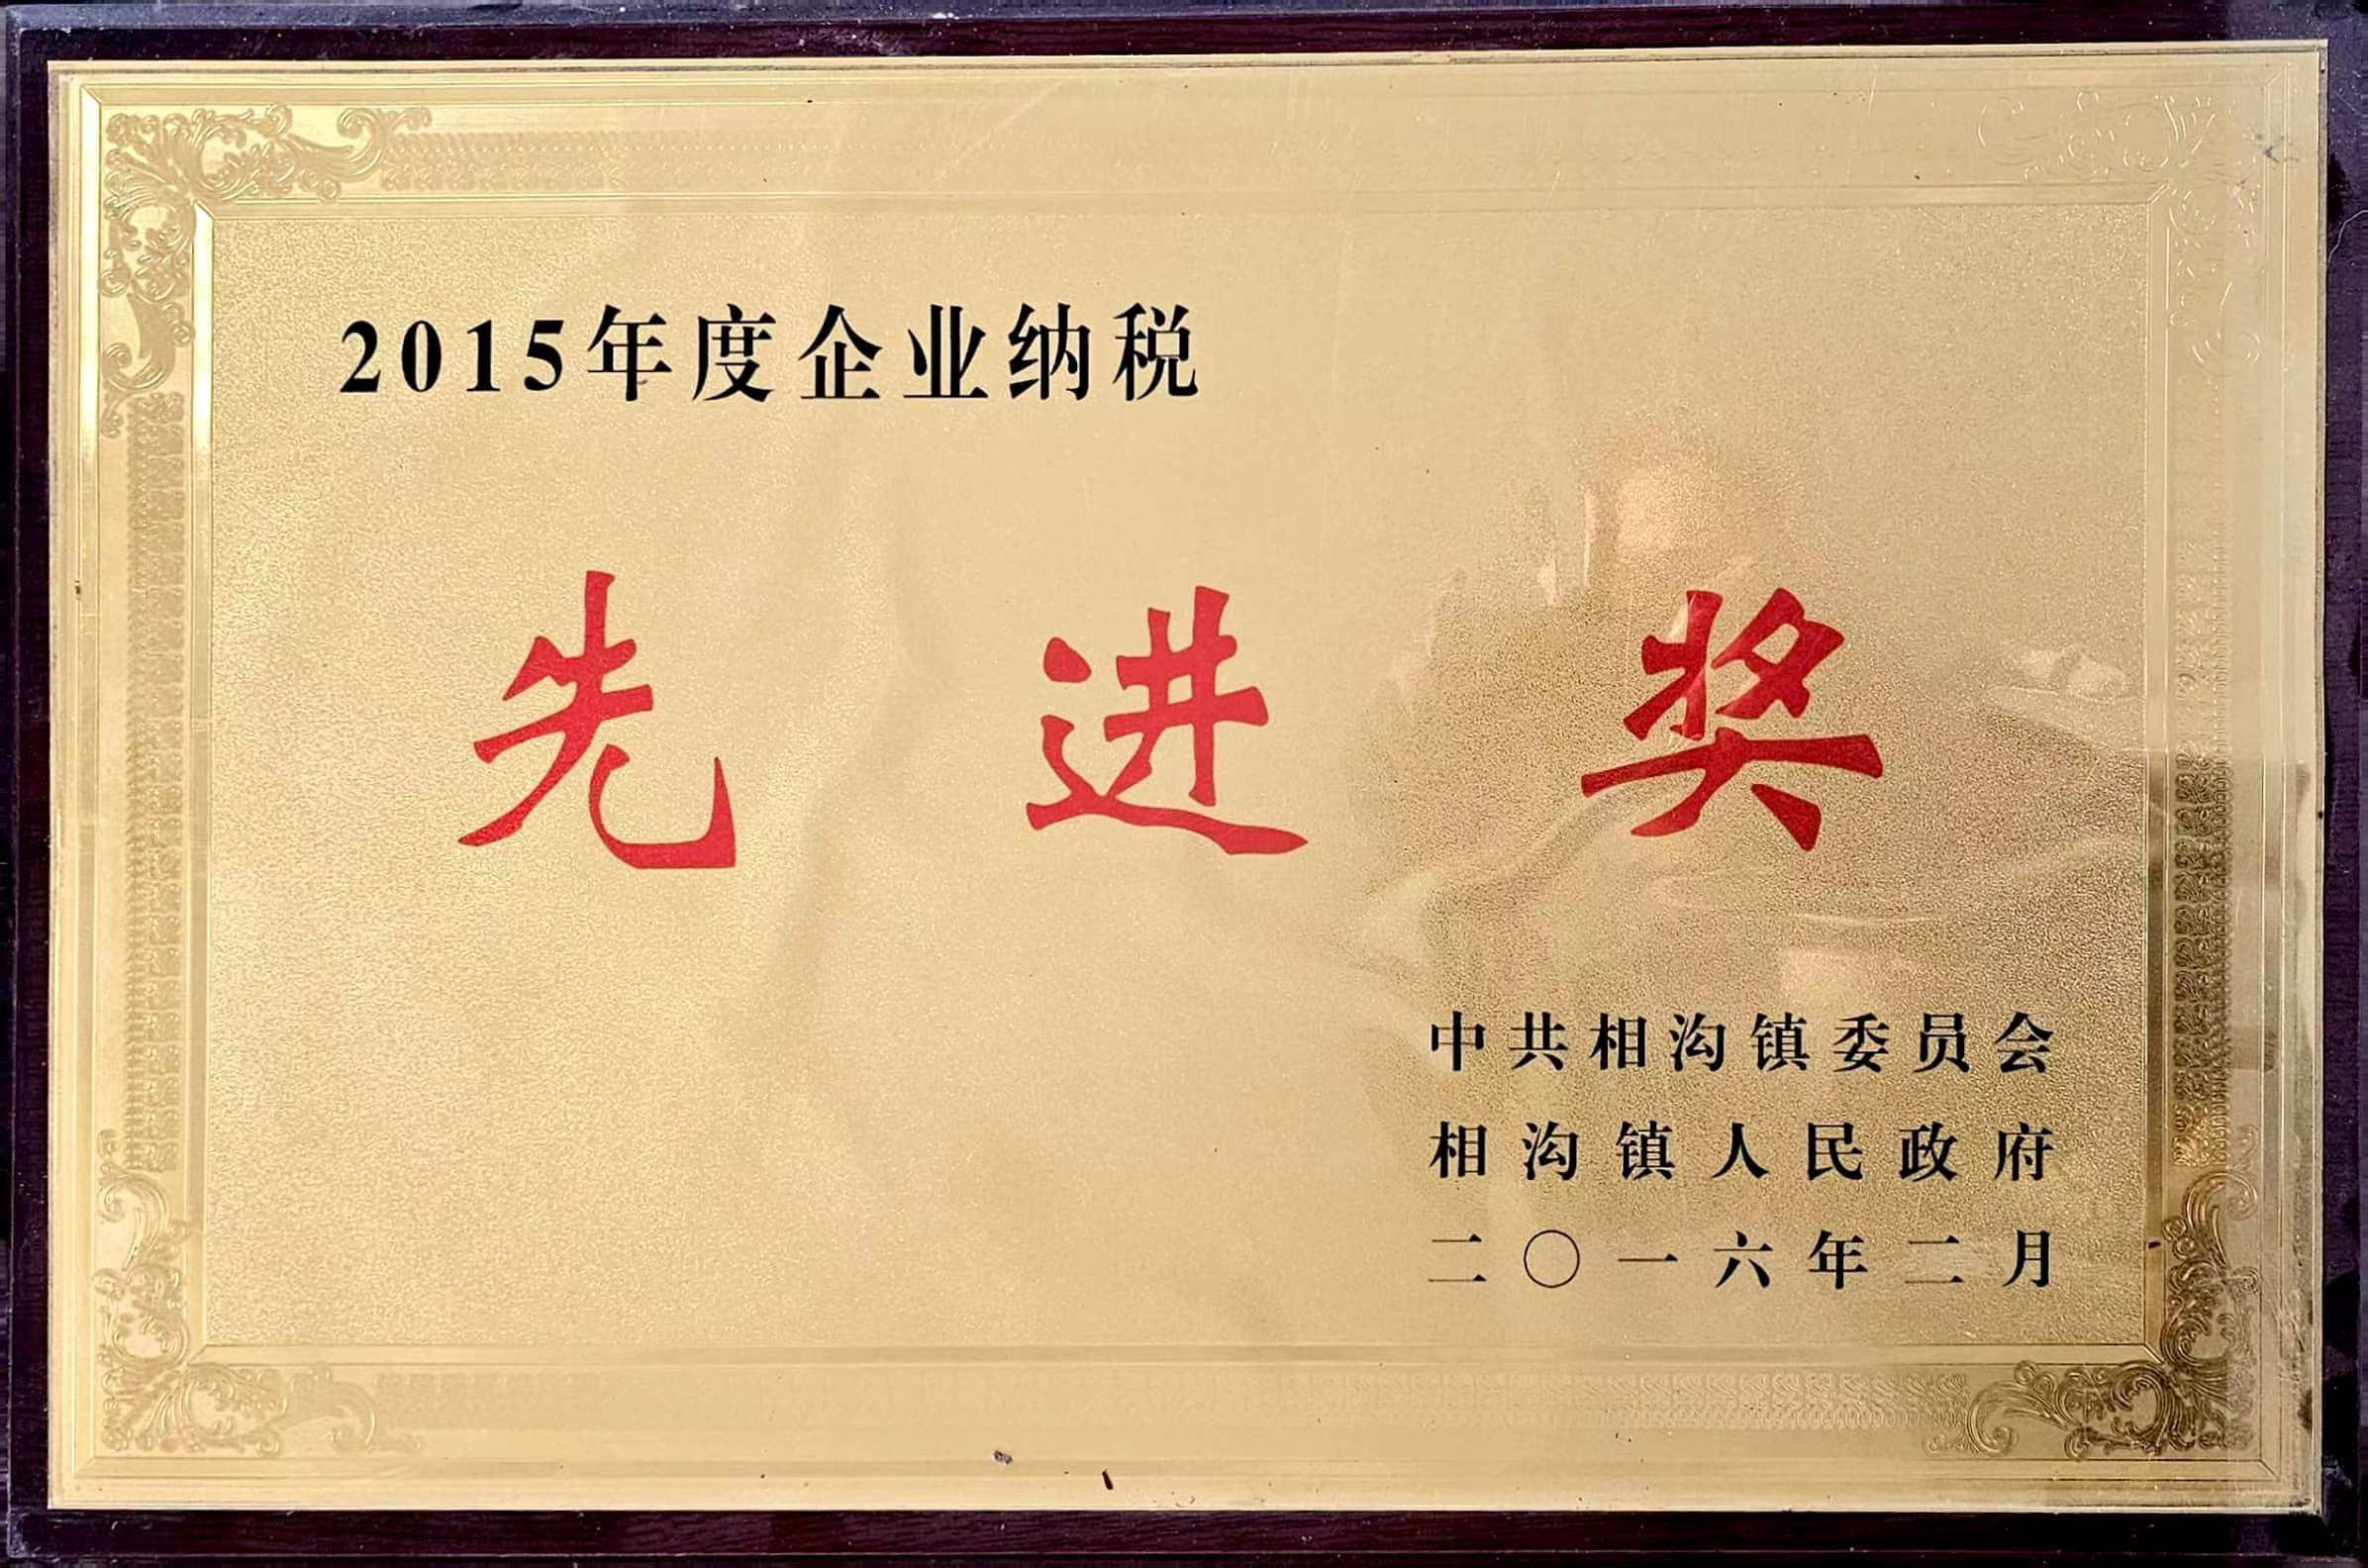 2015年度企业纳税
先进奖
中共相沟镇委员会
相沟镇人民政府
二〇一六年二月